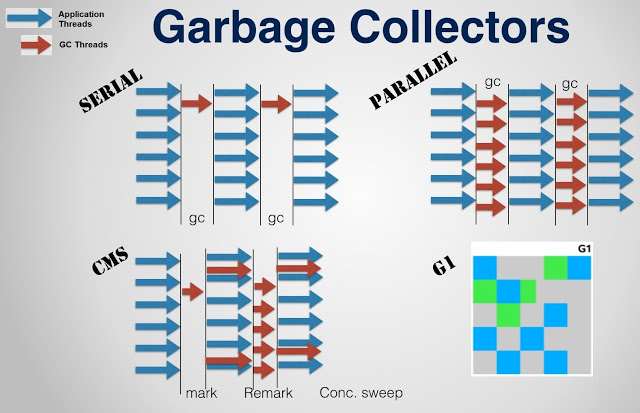 Garbage Collectors
Application
Threads
GC Threads
SERIAL
gc
gc
PARALLEL
gc
gc
CMS
mark
Remark
Conc. sweep
G1
G1